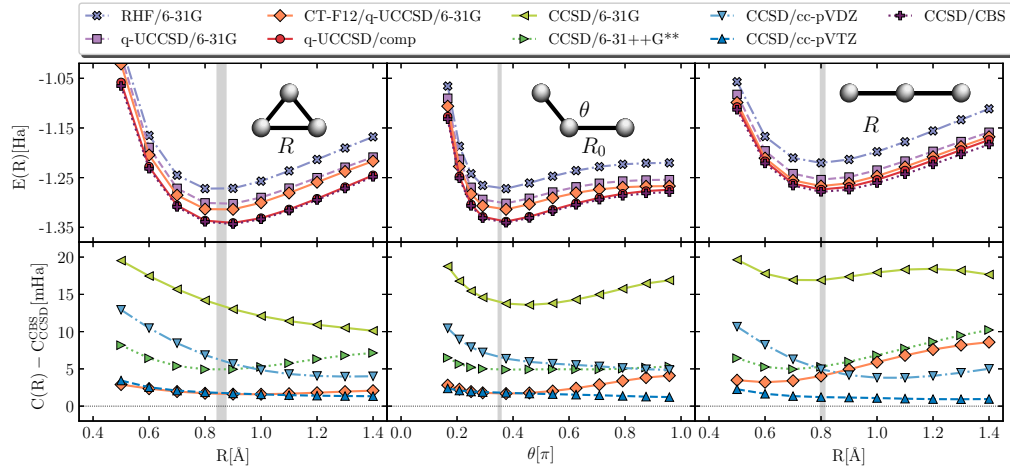 RHF/6-31G CT-F12/q-UCCSD/6-31G CCSD/6-31G CCSD/cc-pVDZ CCSD/CBS
q-UCCSD/6-31G q-UCCSD/comp CCSD/6-31++G** CCSD/cc-pVTZ
E(R)[Ha]
-1.05
-1.15
-1.25
-1.35
R
θ
R₀
R
C(R) − C_CCSD^CBS [mHa]
20
15
10
5
0
0.4 0.6 0.8 1.0 1.2 1.4
R[Å]
0.0 0.2 0.4 0.6 0.8 1.0
θ[π]
0.4 0.6 0.8 1.0 1.2 1.4
R[Å]